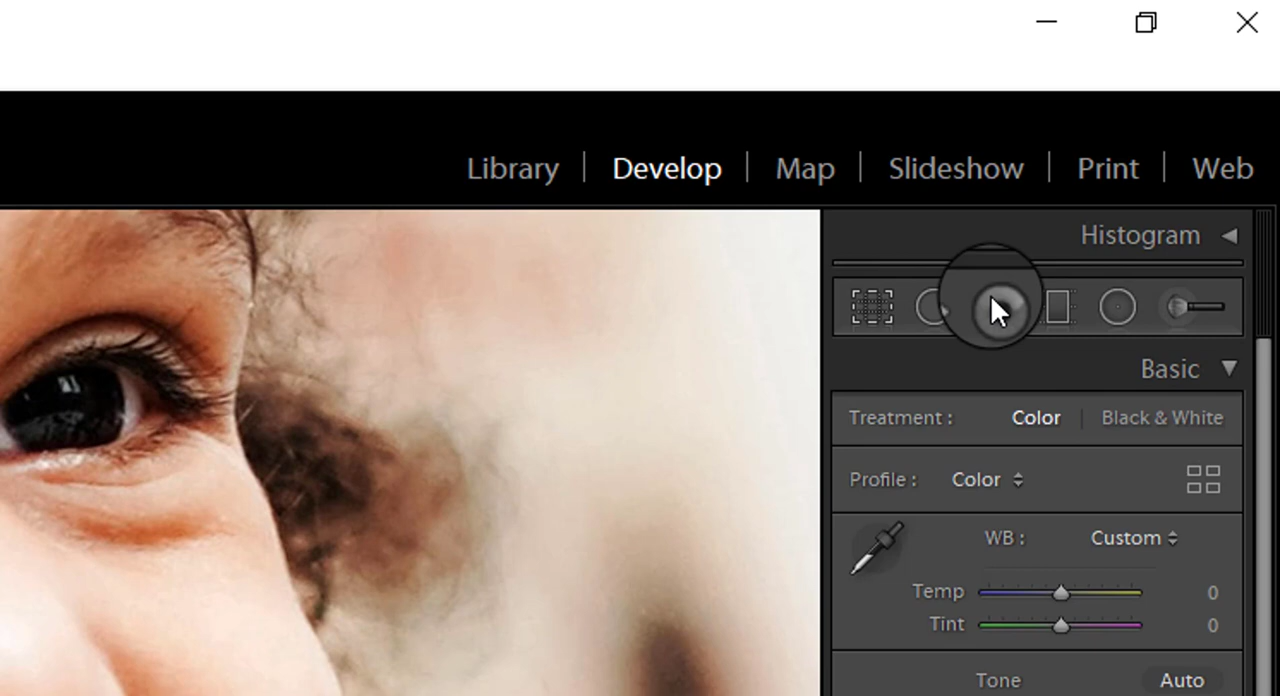 Library | Develop | Map | Slideshow | Print | Web
Histogram
Basic
Treatment : Color | Black & White
Profile : Color
WB : Custom
Temp 0
Tint 0
Tone Auto